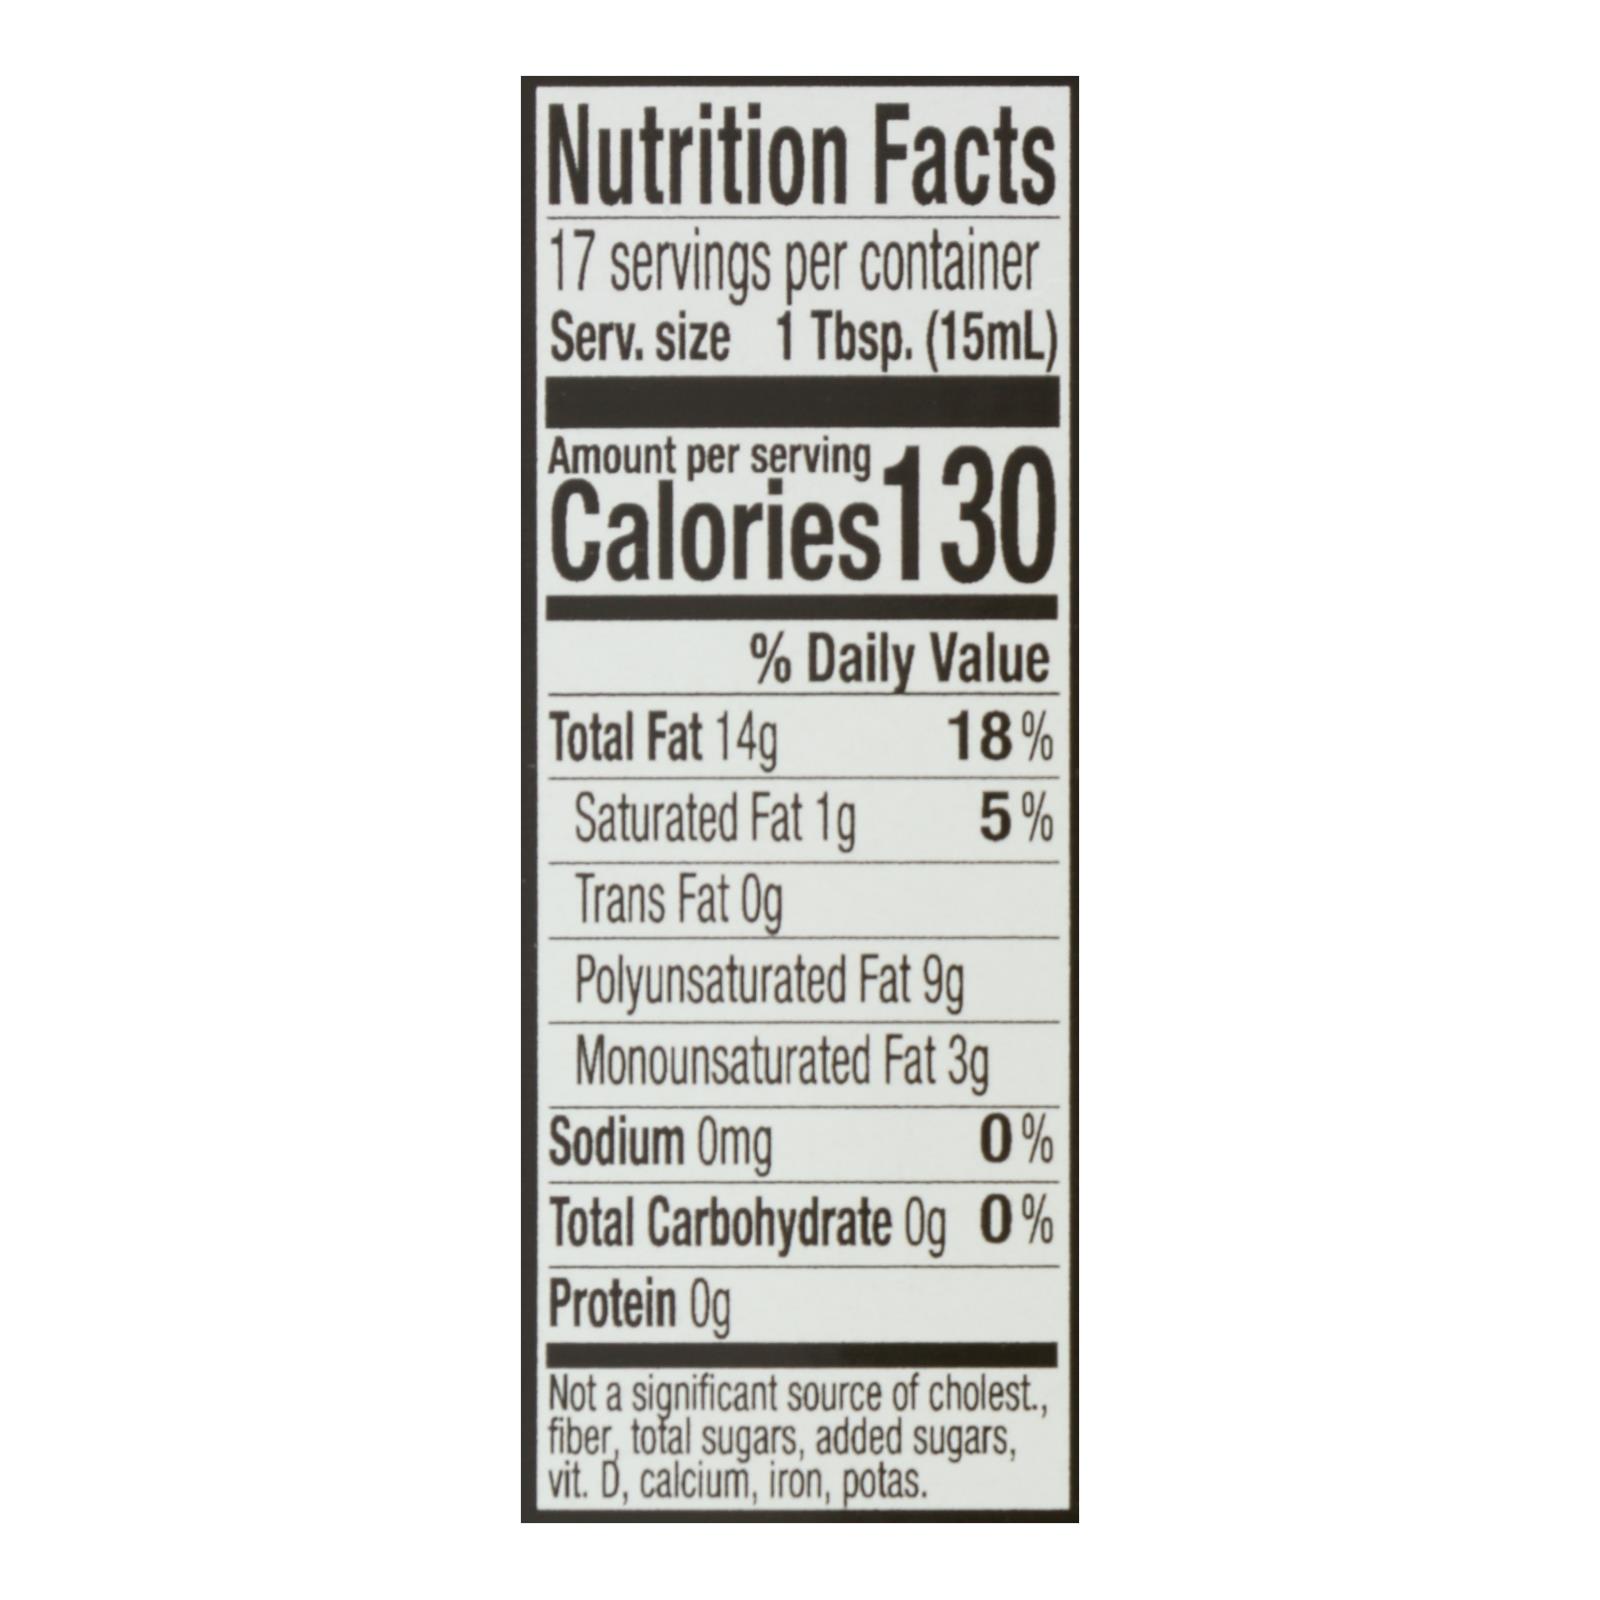 Nutrition Facts
17 servings per container
Serv. size 1 Tbsp. (15mL)
Amount per serving
Calories 130
% Daily Value
Total Fat 14g 18%
Saturated Fat 1g 5%
Trans Fat 0g
Polyunsaturated Fat 9g
Monounsaturated Fat 3g
Sodium 0mg 0%
Total Carbohydrate 0g 0%
Protein 0g
Not a significant source of cholest.,
fiber, total sugars, added sugars,
vit. D, calcium, iron, potas.